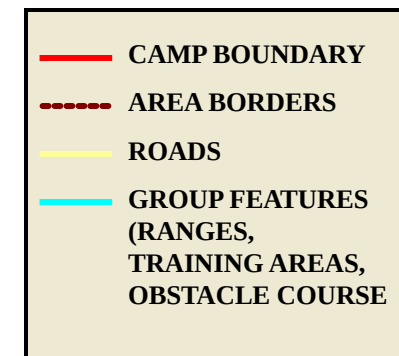 CAMP BOUNDARY
AREA BORDERS
ROADS
GROUP FEATURES
(RANGES,
TRAINING AREAS,
OBSTACLE COURSE